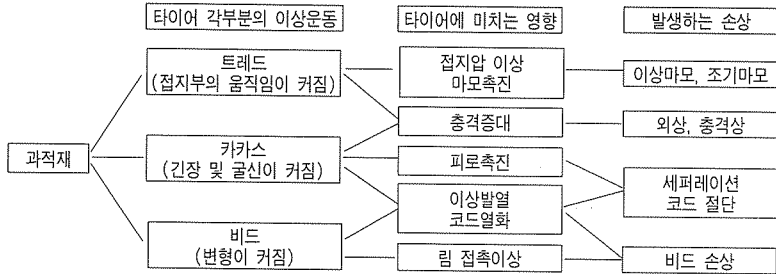 타이어 각부분의 이상운동
타이어에 미치는 영향
발생하는 손상
트레드
(접지부의 움직임이 커짐)
접지압 이상
마모촉진
이상마모, 조기마모
충격증대
외상, 충격상
과적재
카카스
(긴장 및 굴신이 커짐)
피로촉진
세퍼레이션
코드 절단
이상발열
코드열화
비드
(변형이 커짐)
림 접촉이상
비드 손상